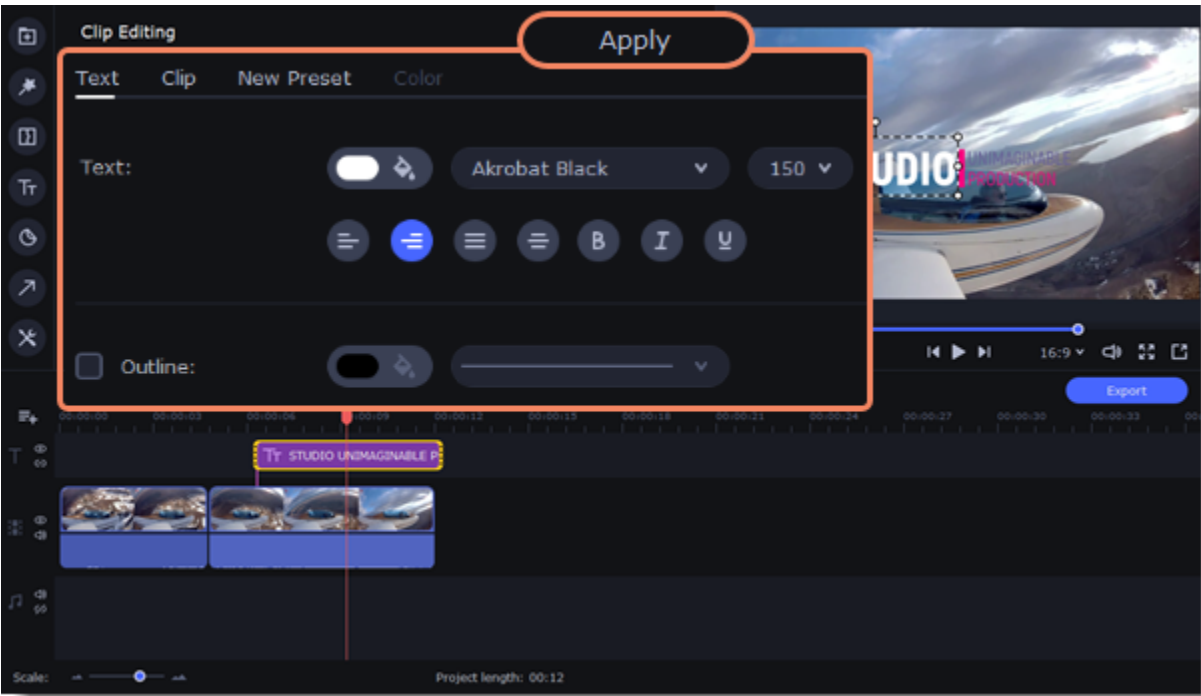 Clip Editing
Apply
Text Clip New Preset Color
Text: Akrobat Black 150
B I U
Outline:
UDIO UNIMAGINABLE
PRODUCTION
16:9
Export
00:00:00 00:00:03 00:00:06 00:00:09 00:00:12 00:00:15 00:00:18 00:00:21 00:00:24 00:00:27 00:00:30 00:00:33
Tт STUDIO UNIMAGINABLE P
Scale: Project length: 00:12